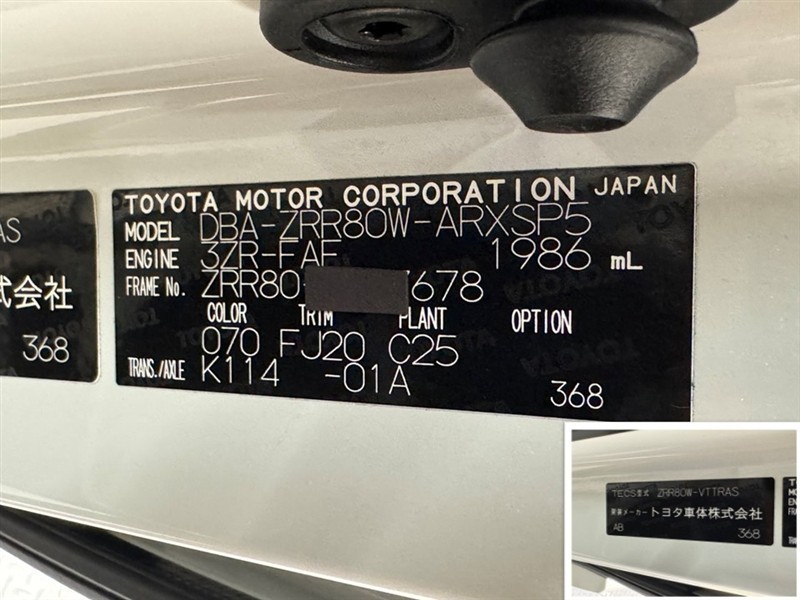 TOYOTA MOTOR CORPORATION JAPAN
MODEL DBA-ZRR80W-ARXSP5
ENGINE 3ZR-FAE 1986 mL
FRAME No. ZRR80- 678
COLOR TRIM PLANT OPTION
070 FJ20 C25
TRANS./AXLE K114 -01A
368
AS
式会社
368
TECS型式 ZRR80W-VTTRAS
架装メーカー トヨタ車体株式会社
AB 368